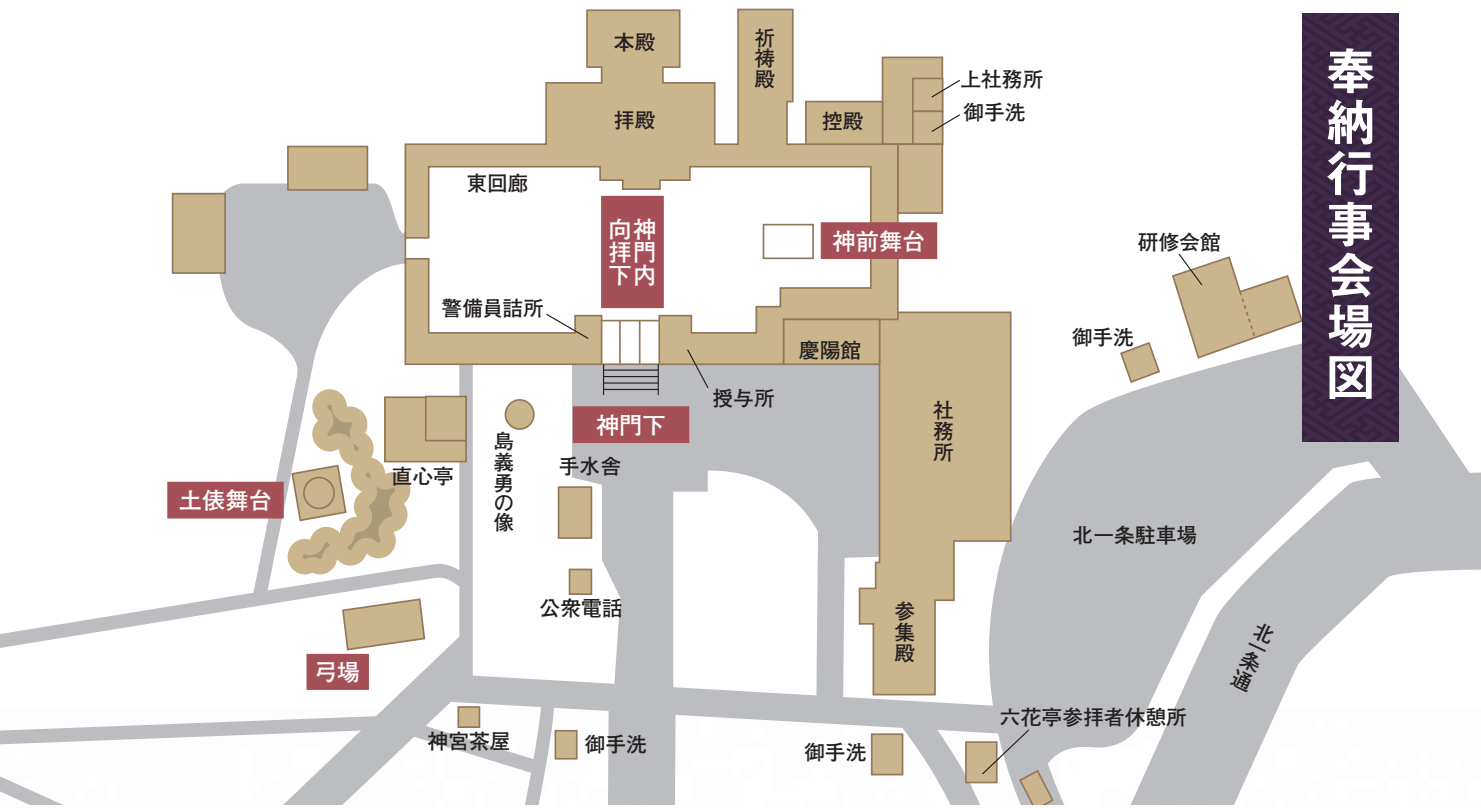 奉納行事会場図
本殿
祈祷殿
上社務所
御手洗
控殿
拝殿
東回廊
神門内
向拝下
神前舞台
研修会館
御手洗
警備員詰所
慶陽館
授与所
神門下
社務所
島義勇の像
手水舎
直心亭
土俵舞台
北一条駐車場
公衆電話
参集殿
弓場
北一条通
六花亭参拝者休憩所
神宮茶屋
御手洗
御手洗